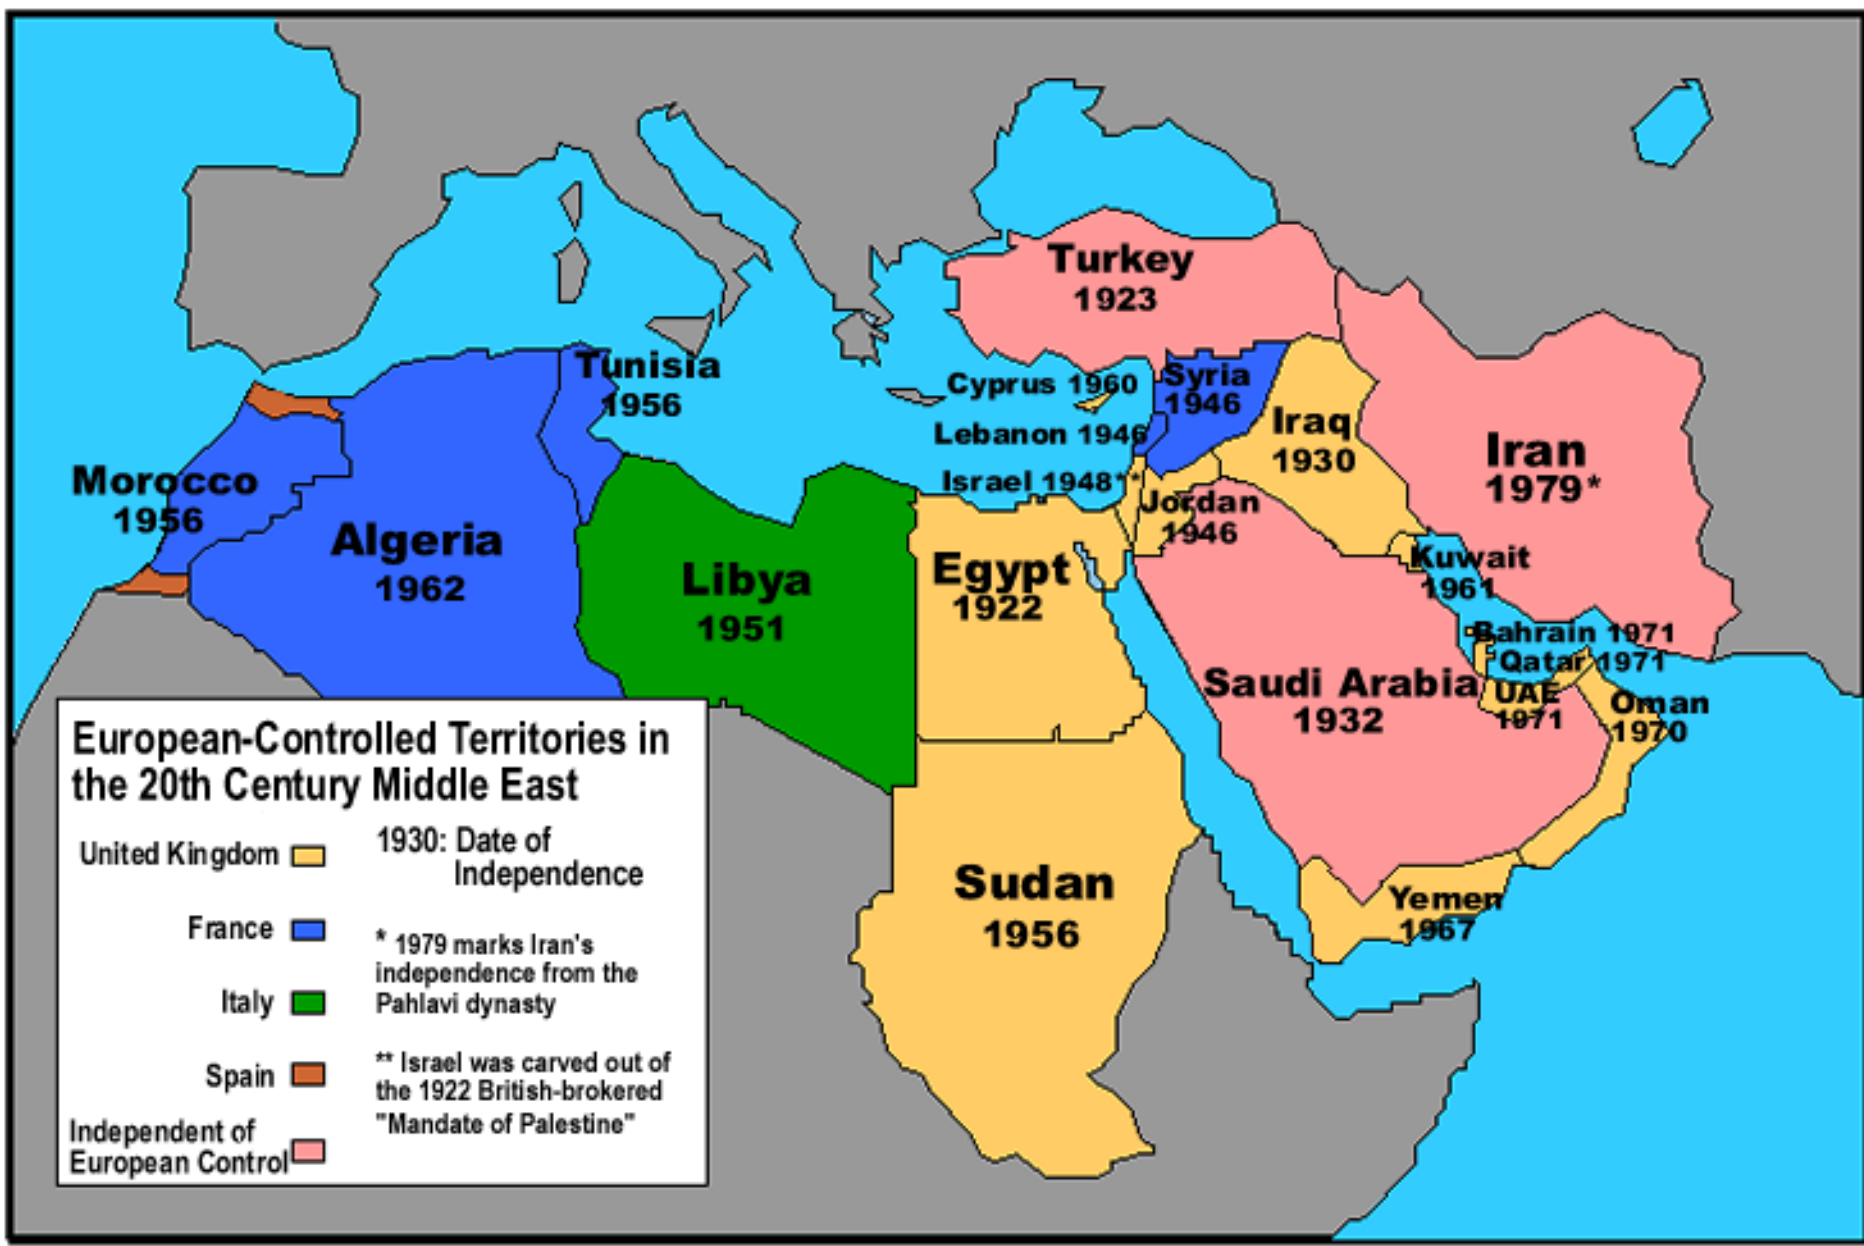 Turkey
1923
Tunisia
1956
Cyprus 1960
Syria
1946
Lebanon 1946
Iraq
1930
Iran
1979*
Israel 1948**
Jordan
1946
Morocco
1956
Algeria
1962
Libya
1951
Egypt
1922
Kuwait
1961
Bahrain 1971
Qatar 1971
UAE
1971
Oman
1970
Saudi Arabia
1932
Sudan
1956
Yemen
1967
European-Controlled Territories in
the 20th Century Middle East
United Kingdom
France
Italy
Spain
Independent of
European Control
1930: Date of
Independence
* 1979 marks Iran's
independence from the
Pahlavi dynasty
** Israel was carved out of
the 1922 British-brokered
"Mandate of Palestine"